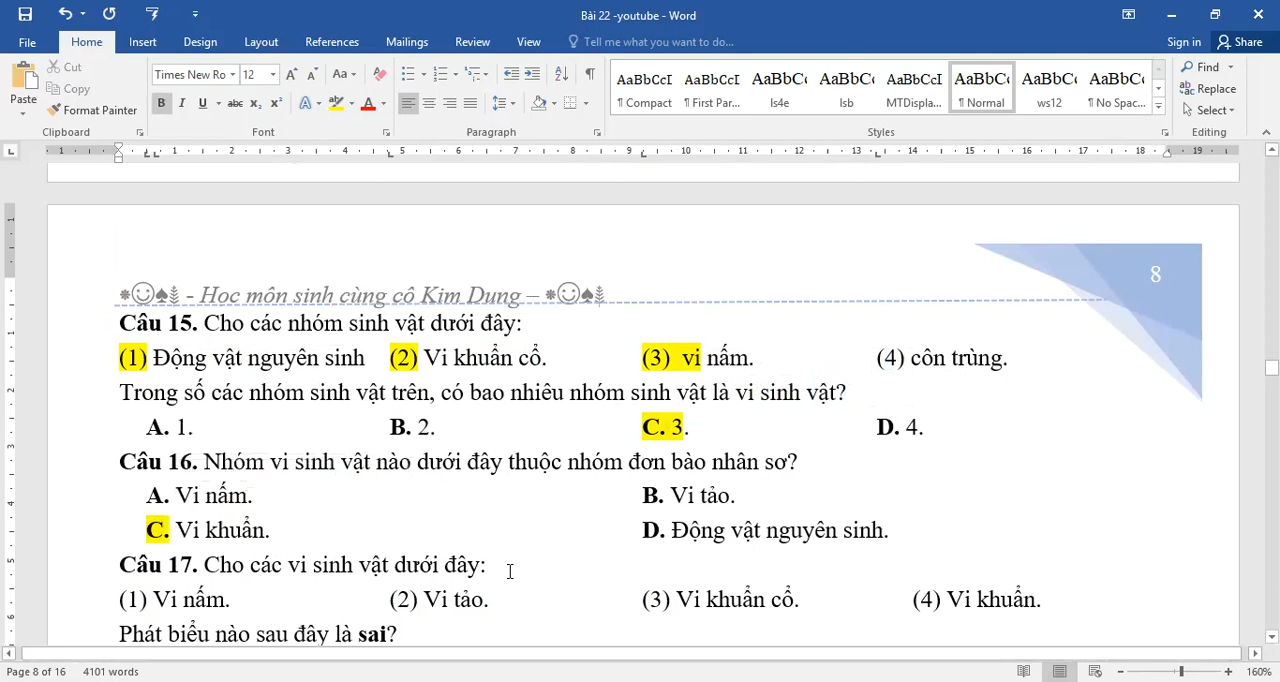 Bài 22 -youtube - Word
File Home Insert Design Layout References Mailings Review View Tell me what you want to do... Sign in Share
Paste Cut Copy Format Painter
Times New Ro 12 Aa
AaBbCcI AaBbCcI AaBbC AaBbC AaBbCcI AaBbC AaBbC AaBbC
¶ Compact ¶ First Par... ls4e lsb MTDispla... ¶ Normal ws12 ¶ No Spac...
Find Replace Select
Clipboard Font Paragraph Styles Editing
8
- Học môn sinh cùng cô Kim Dung –
Câu 15. Cho các nhóm sinh vật dưới đây:
(1) Động vật nguyên sinh (2) Vi khuẩn cổ. (3) vi nấm. (4) côn trùng.
Trong số các nhóm sinh vật trên, có bao nhiêu nhóm sinh vật là vi sinh vật?
A. 1. B. 2. C. 3. D. 4.
Câu 16. Nhóm vi sinh vật nào dưới đây thuộc nhóm đơn bào nhân sơ?
A. Vi nấm. B. Vi tảo.
C. Vi khuẩn. D. Động vật nguyên sinh.
Câu 17. Cho các vi sinh vật dưới đây:
(1) Vi nấm. (2) Vi tảo. (3) Vi khuẩn cổ. (4) Vi khuẩn.
Phát biểu nào sau đây là sai?
Page 8 of 16 4101 words 160%